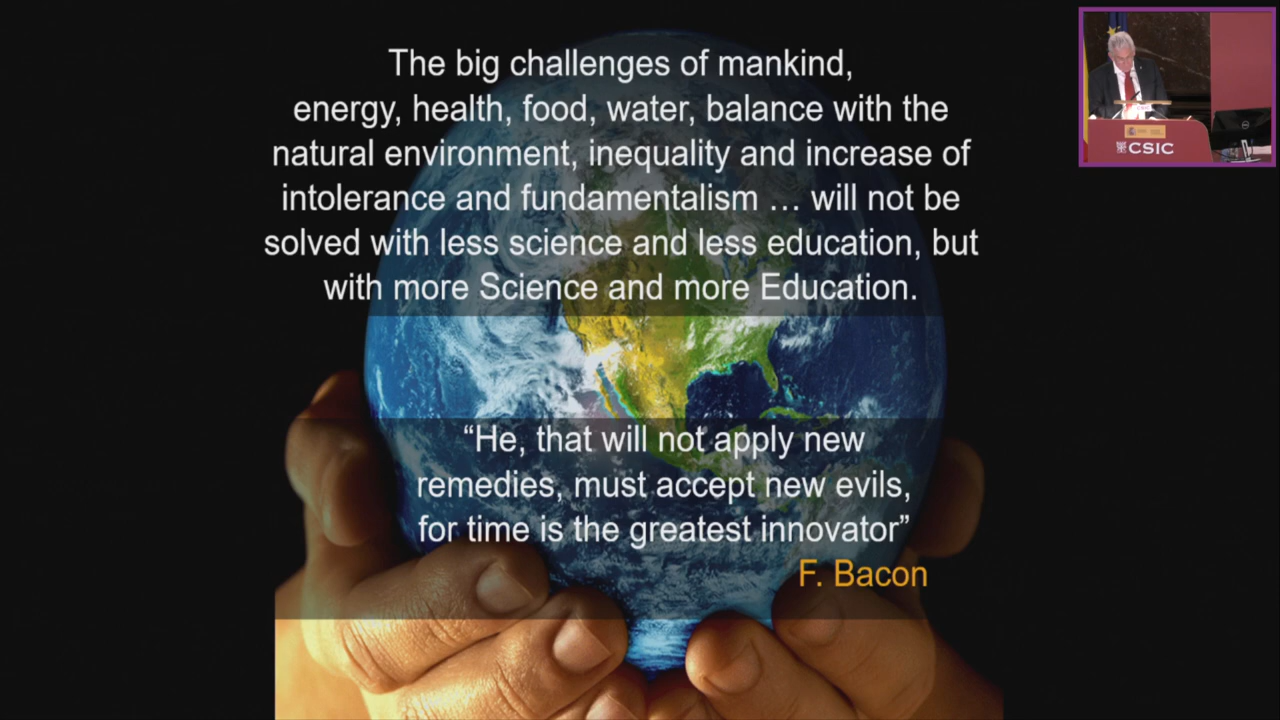 The big challenges of mankind,
energy, health, food, water, balance with the
natural environment, inequality and increase of
intolerance and fundamentalism … will not be
solved with less science and less education, but
with more Science and more Education.
“He, that will not apply new
remedies, must accept new evils,
for time is the greatest innovator”
F. Bacon
CSIC